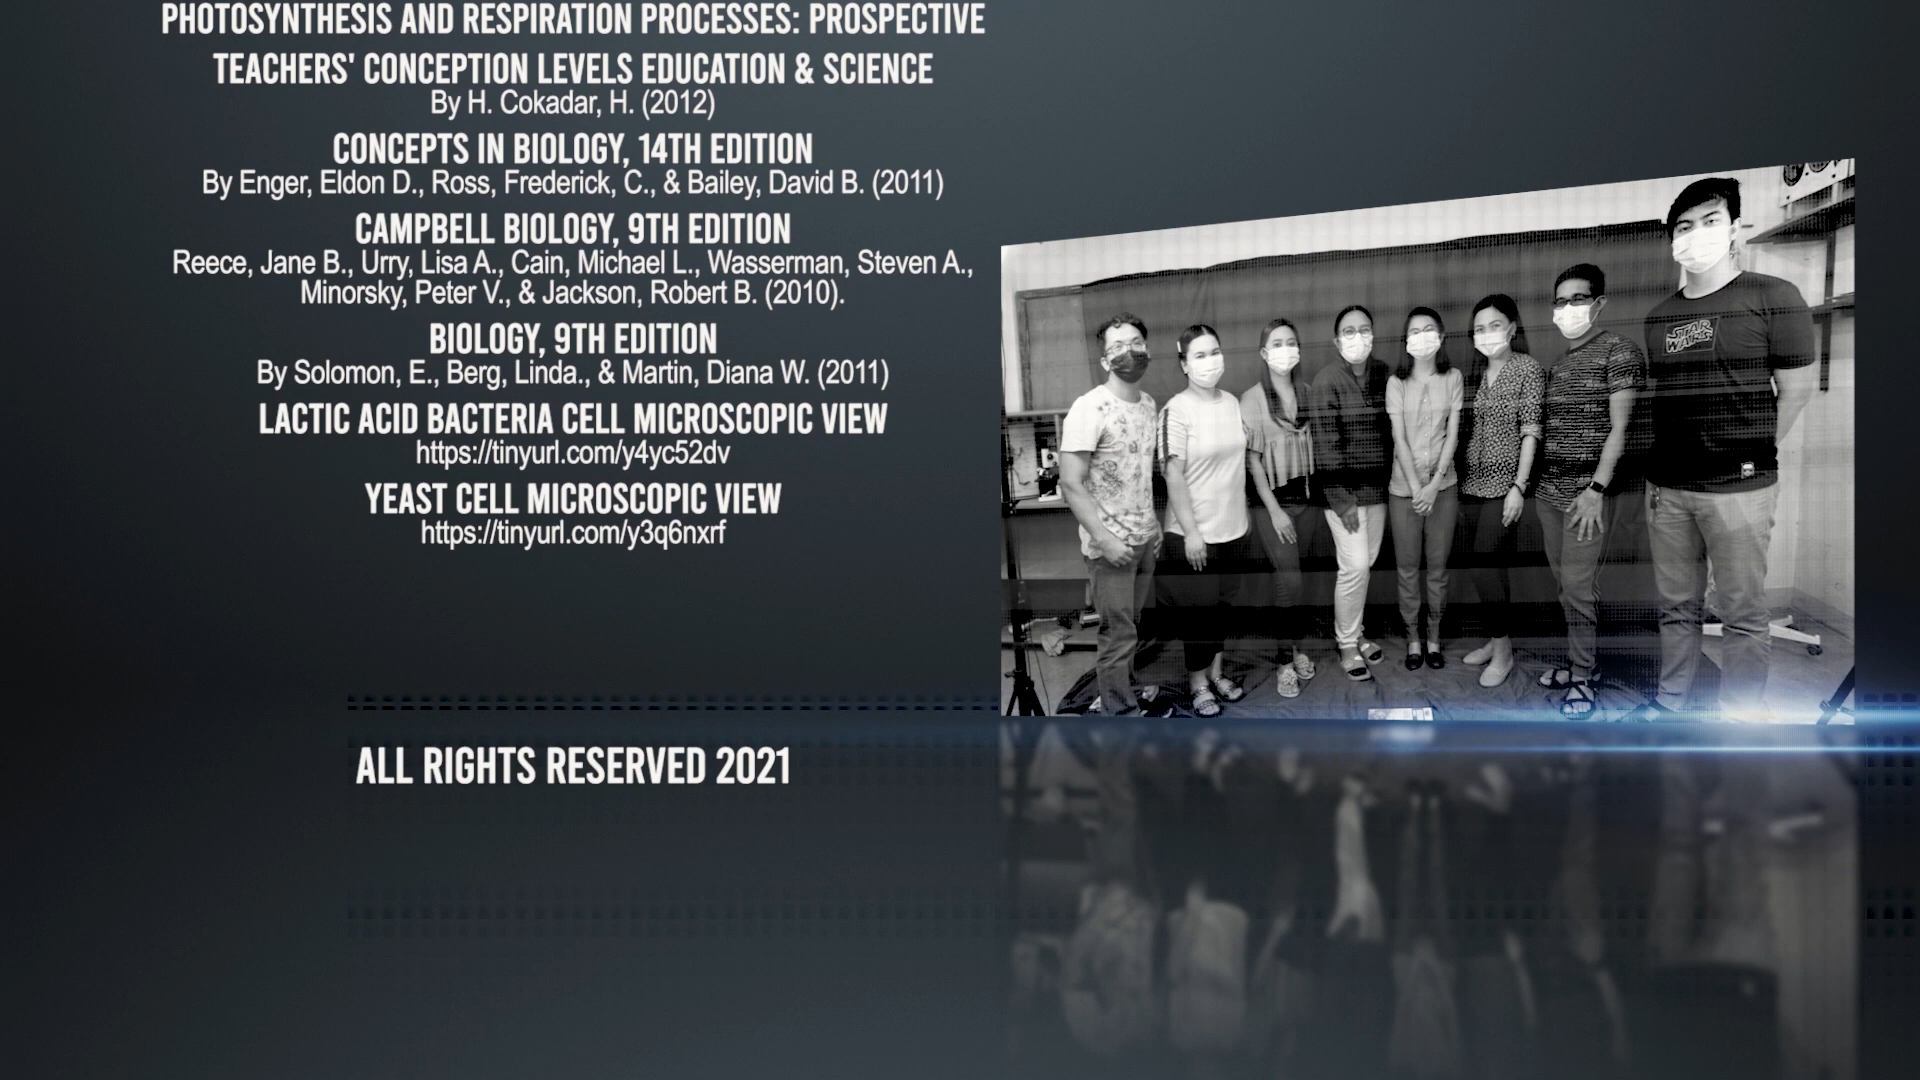 PHOTOSYNTHESIS AND RESPIRATION PROCESSES: PROSPECTIVE
TEACHERS' CONCEPTION LEVELS EDUCATION & SCIENCE
By H. Cokadar, H. (2012)
CONCEPTS IN BIOLOGY, 14TH EDITION
By Enger, Eldon D., Ross, Frederick, C., & Bailey, David B. (2011)
CAMPBELL BIOLOGY, 9TH EDITION
Reece, Jane B., Urry, Lisa A., Cain, Michael L., Wasserman, Steven A.,
Minorsky, Peter V., & Jackson, Robert B. (2010).
BIOLOGY, 9TH EDITION
By Solomon, E., Berg, Linda., & Martin, Diana W. (2011)
LACTIC ACID BACTERIA CELL MICROSCOPIC VIEW
https://tinyurl.com/y4yc52dv
YEAST CELL MICROSCOPIC VIEW
https://tinyurl.com/y3q6nxrf
ALL RIGHTS RESERVED 2021
STAR
WARS